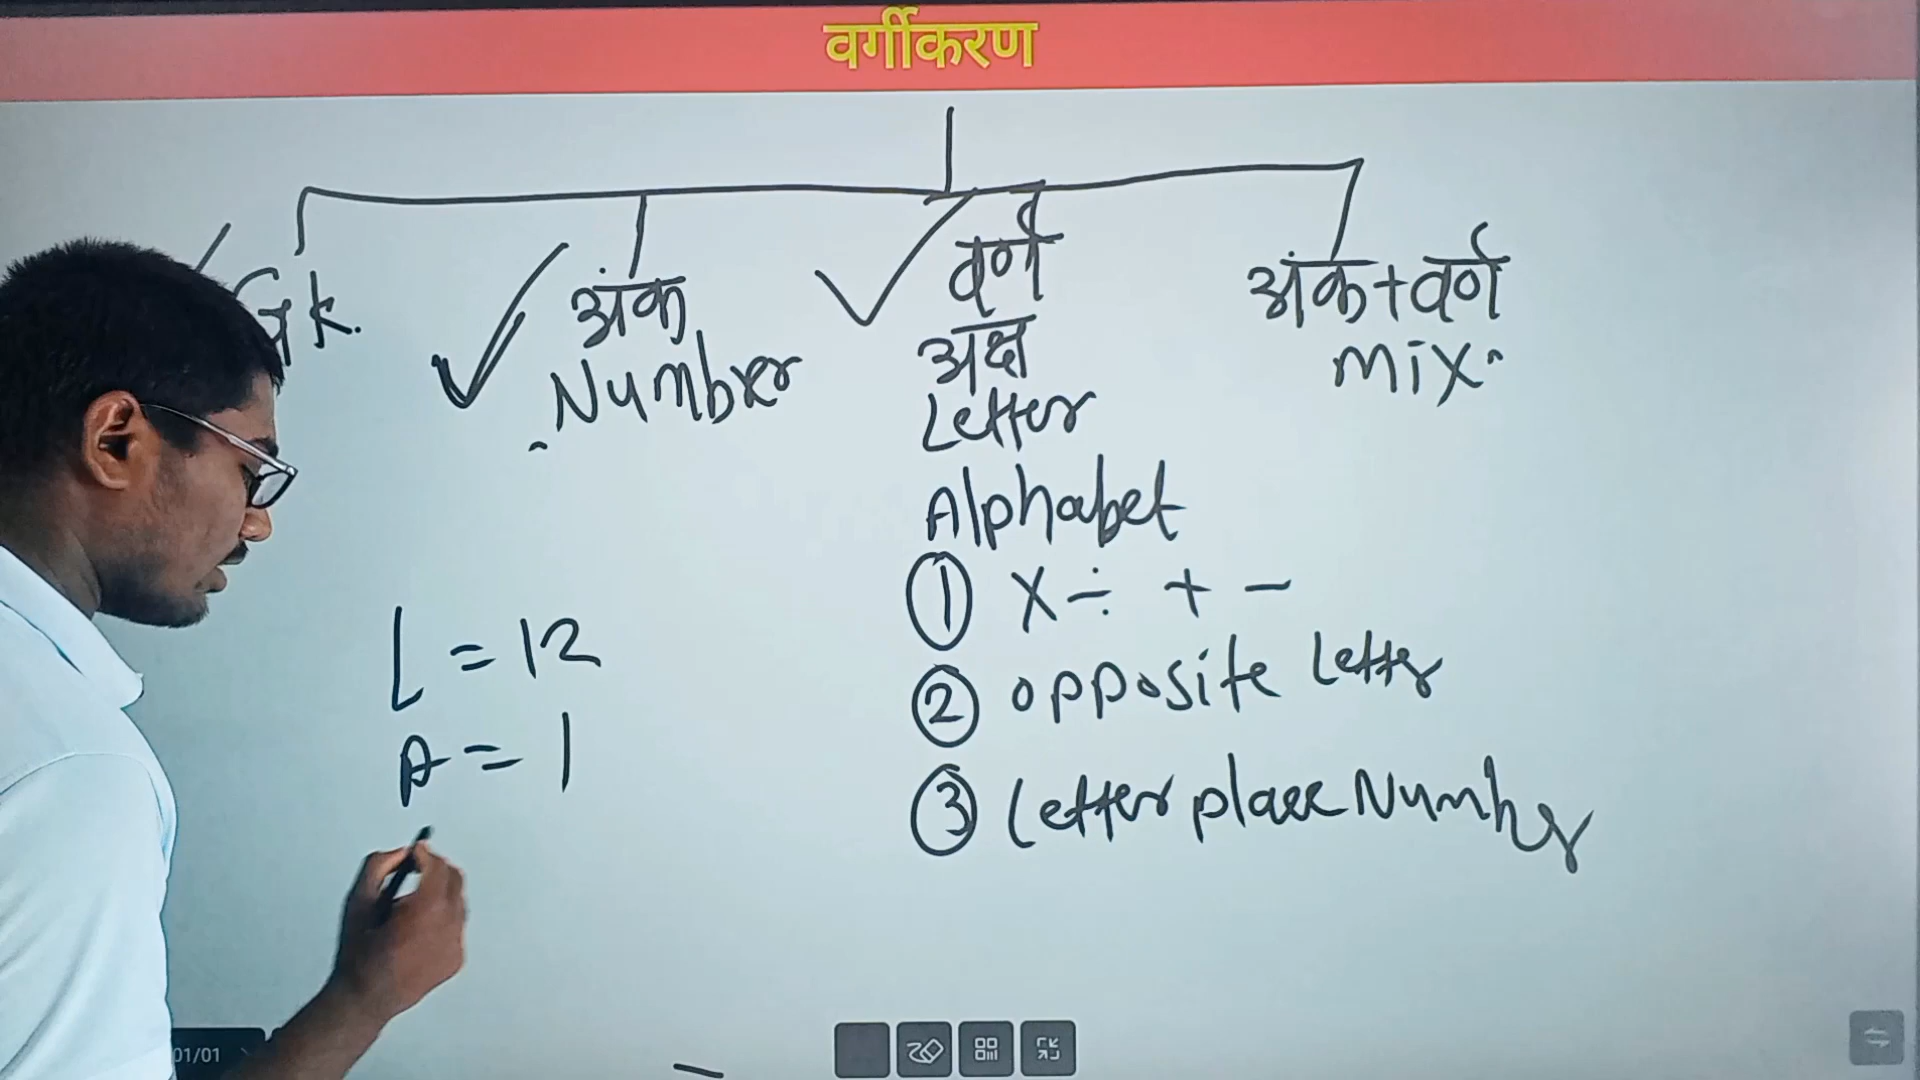 वर्गीकरण
Gk.
अंक
Number
वर्ण
अक्ष
Letter
Alphabet
① × ÷ + -
② opposite Letter
③ Letter place Number
अंक+वर्ण
mix.
L = 12
A = 1
01/01